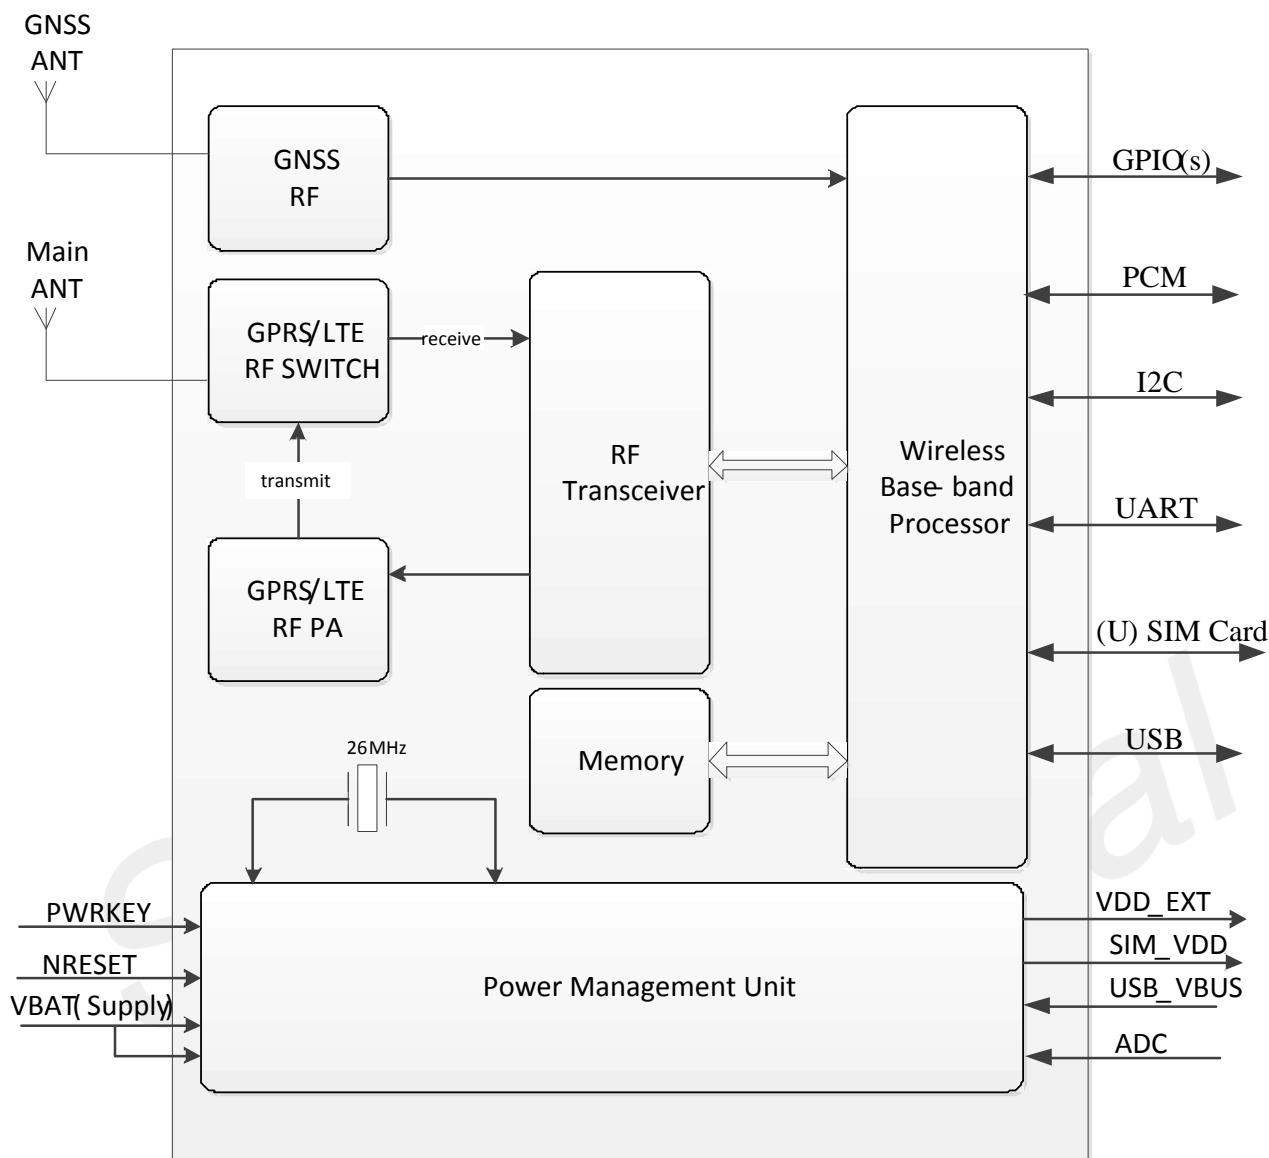 GNSS
ANT
GNSS
RF
GPIO(s)
Main
ANT
PCM
GPRS/LTE
RF SWITCH
receive
I2C
RF
Transceiver
Wireless
Base- band
Processor
transmit
UART
GPRS/LTE
RF PA
(U) SIM Card
USB
26MHz
Memory
PWRKEY
NRESET
VBAT( Supply)
Power Management Unit
VDD_EXT
SIM_VDD
USB_VBUS
ADC